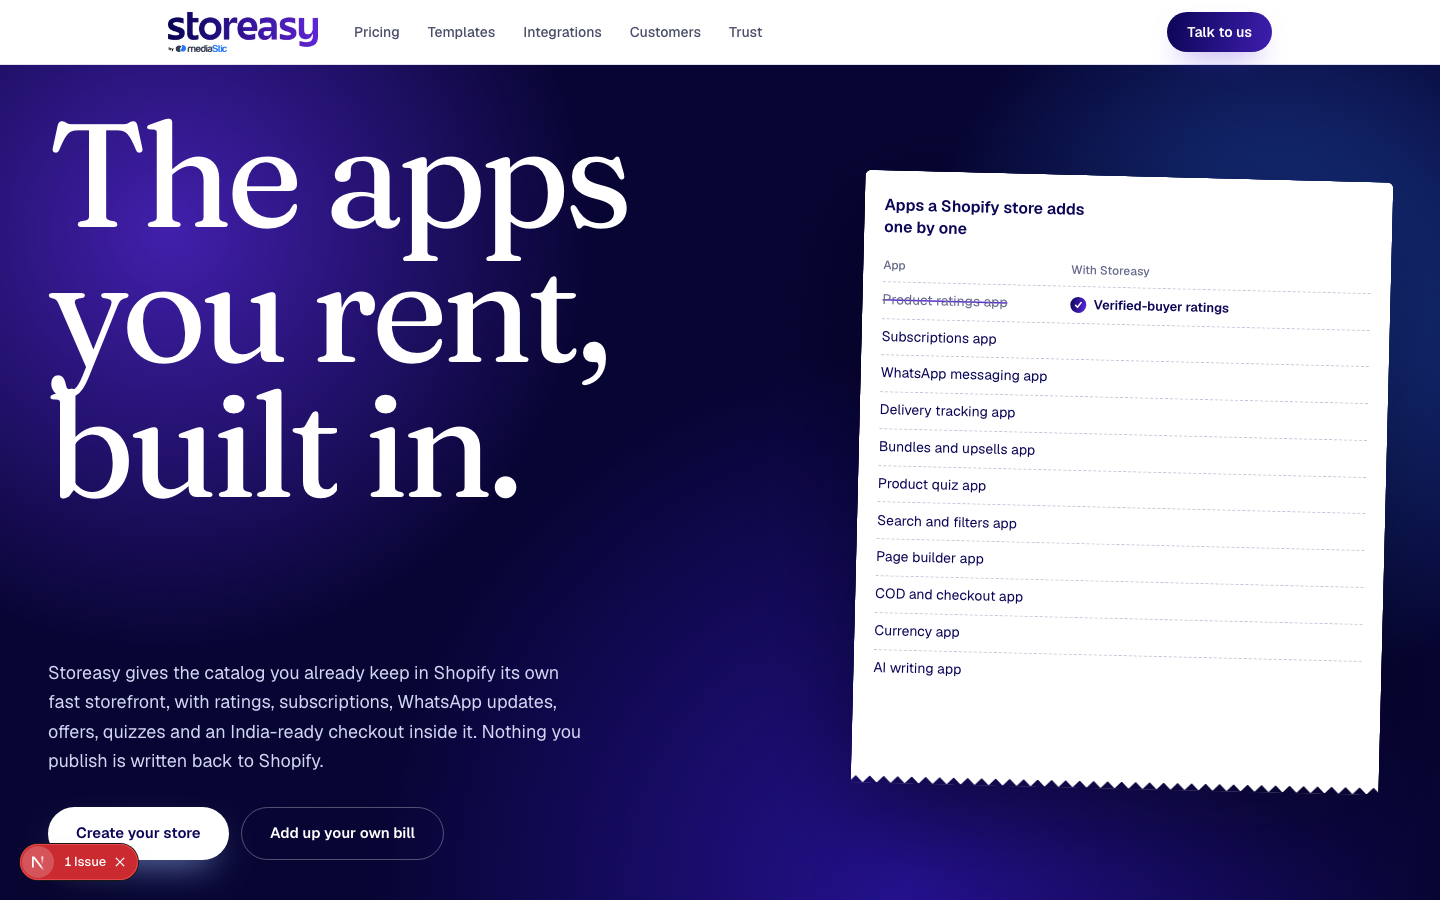 storeasy
by mediaStic
Pricing
Templates
Integrations
Customers
Trust
Talk to us
The apps
you rent,
built in.
Storeasy gives the catalog you already keep in Shopify its own
fast storefront, with ratings, subscriptions, WhatsApp updates,
offers, quizzes and an India-ready checkout inside it. Nothing you
publish is written back to Shopify.
Create your store
Add up your own bill
1 Issue
Apps a Shopify store adds
one by one
App
With Storeasy
Product ratings app
Verified-buyer ratings
Subscriptions app
WhatsApp messaging app
Delivery tracking app
Bundles and upsells app
Product quiz app
Search and filters app
Page builder app
COD and checkout app
Currency app
AI writing app